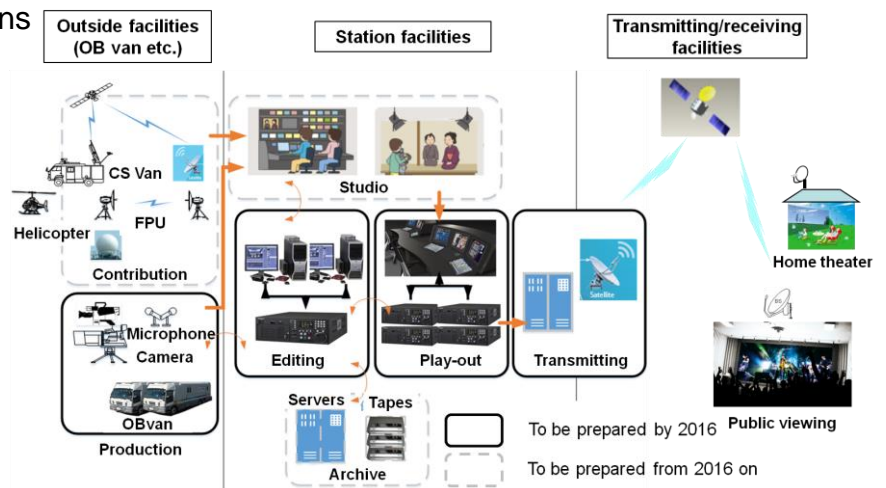 ns
Outside facilities
(OB van etc.)
Station facilities
Transmitting/receiving
facilities
CS Van
Helicopter
FPU
Contribution
Studio
Microphone
Camera
OBvan
Production
Editing
Play-out
Satellite
Transmitting
Home theater
Public viewing
Servers
Tapes
Archive
To be prepared by 2016
To be prepared from 2016 on